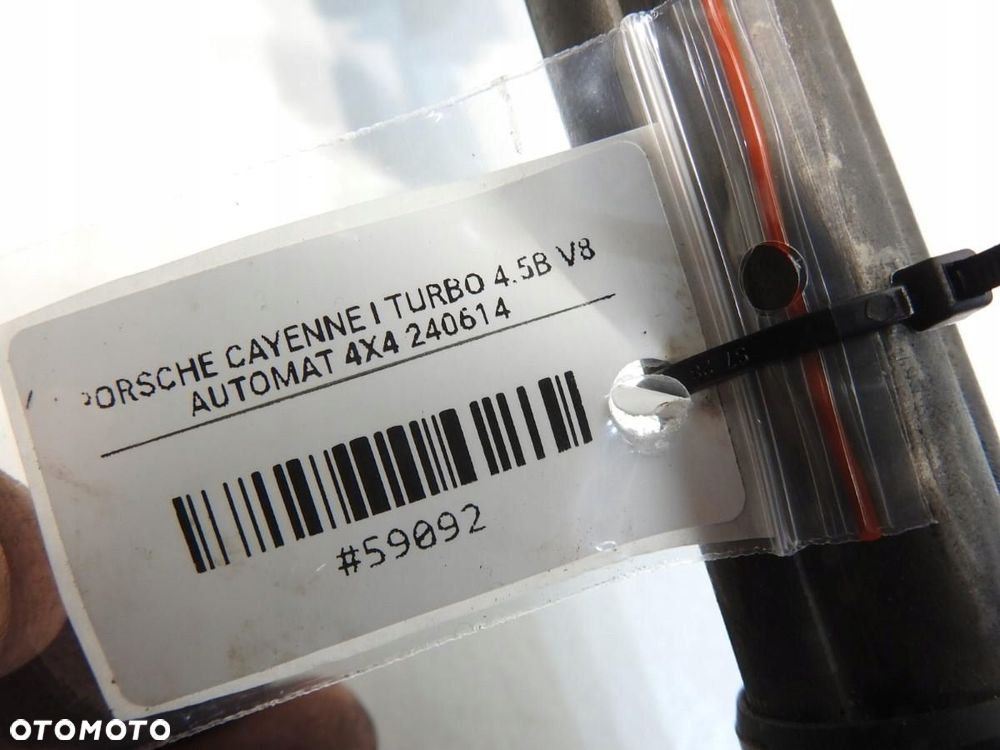 PORSCHE CAYENNE I TURBO 4.5B V8
AUTOMAT 4X4 240614
#59092
OTOMOTO